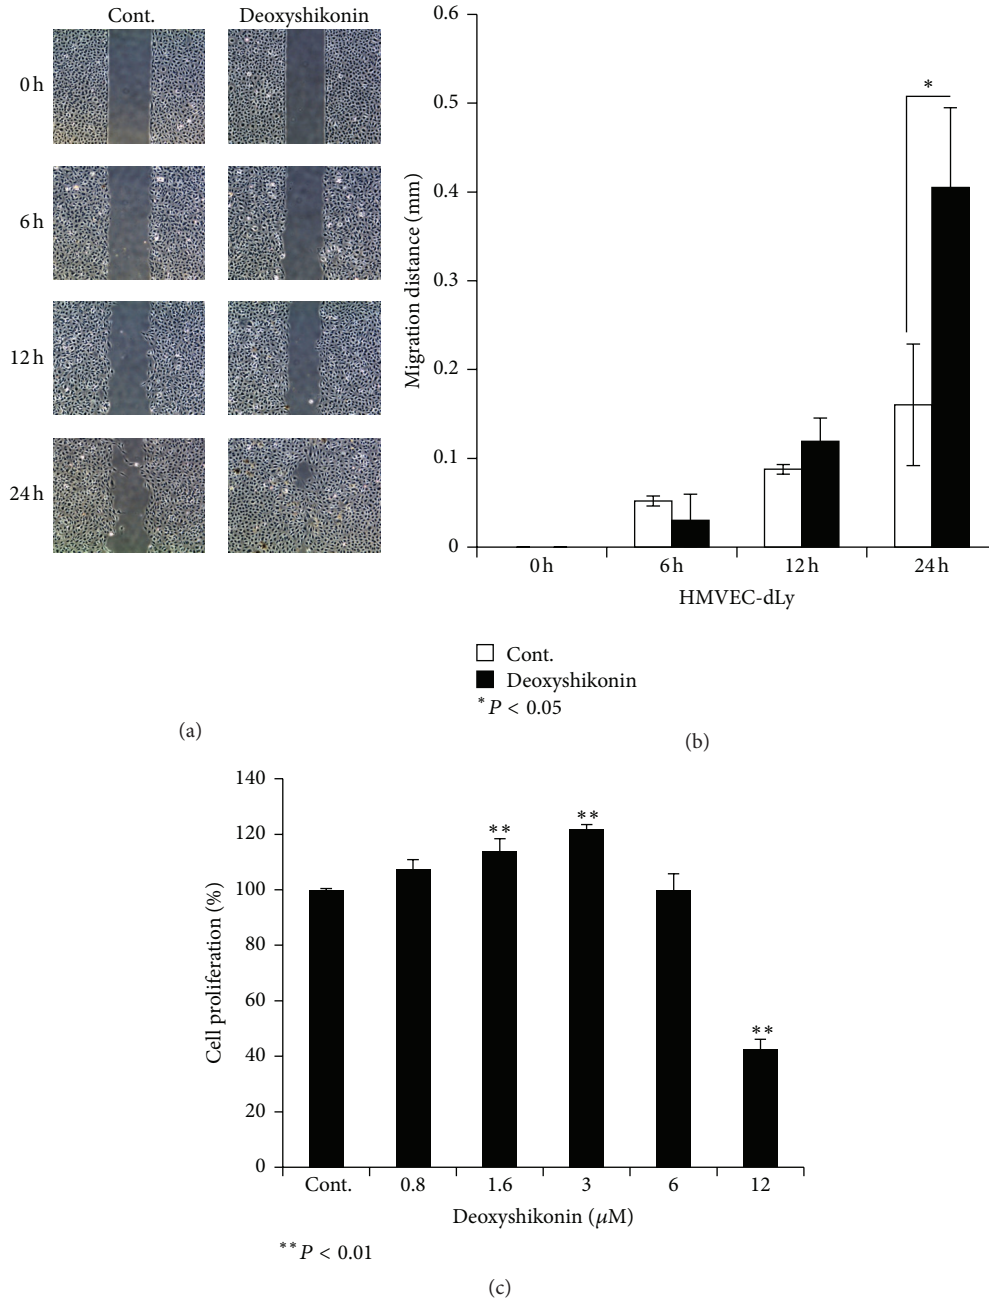 Cont. Deoxyshikonin
0 h
6 h
12 h
24 h
(a)
0.6
0.5
0.4
0.3
0.2
0.1
0
Migration distance (mm)
*
0 h 6 h 12 h 24 h
HMVEC-dLy
Cont.
Deoxyshikonin
* P < 0.05
(b)
140
120
100
80
60
40
20
0
Cell proliferation (%)
** ** **
Cont. 0.8 1.6 3 6 12
Deoxyshikonin (μM)
** P < 0.01
(c)